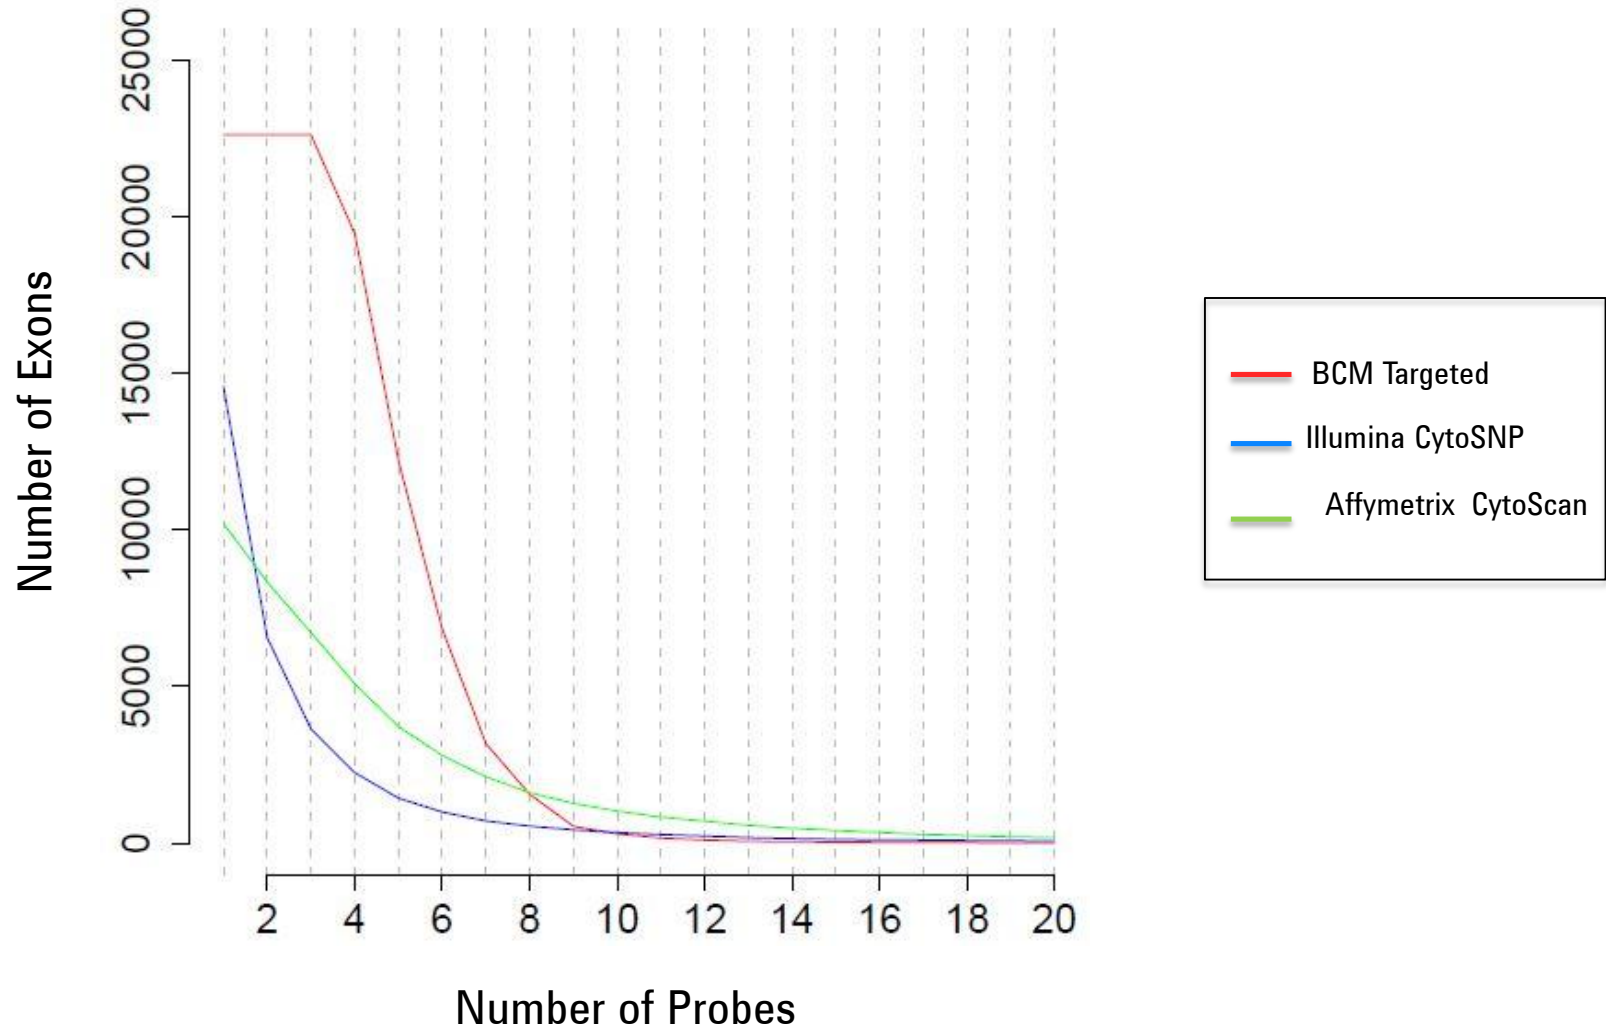 25000
20000
15000
10000
5000
0
Number of Exons
2 4 6 8 10 12 14 16 18 20
Number of Probes
BCM Targeted
Illumina CytoSNP
Affymetrix CytoScan